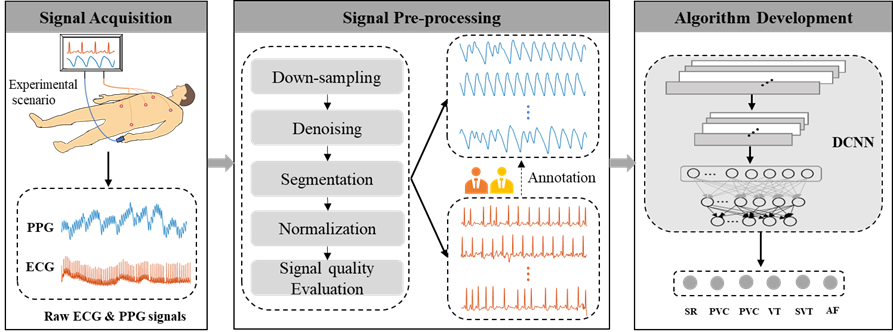 Signal Acquisition
Experimental
scenario
PPG
ECG
Raw ECG & PPG signals
Signal Pre-processing
Down-sampling
Denoising
Segmentation
Normalization
Signal quality
Evaluation
Annotation
Algorithm Development
DCNN
SR PVC PVC VT SVT AF